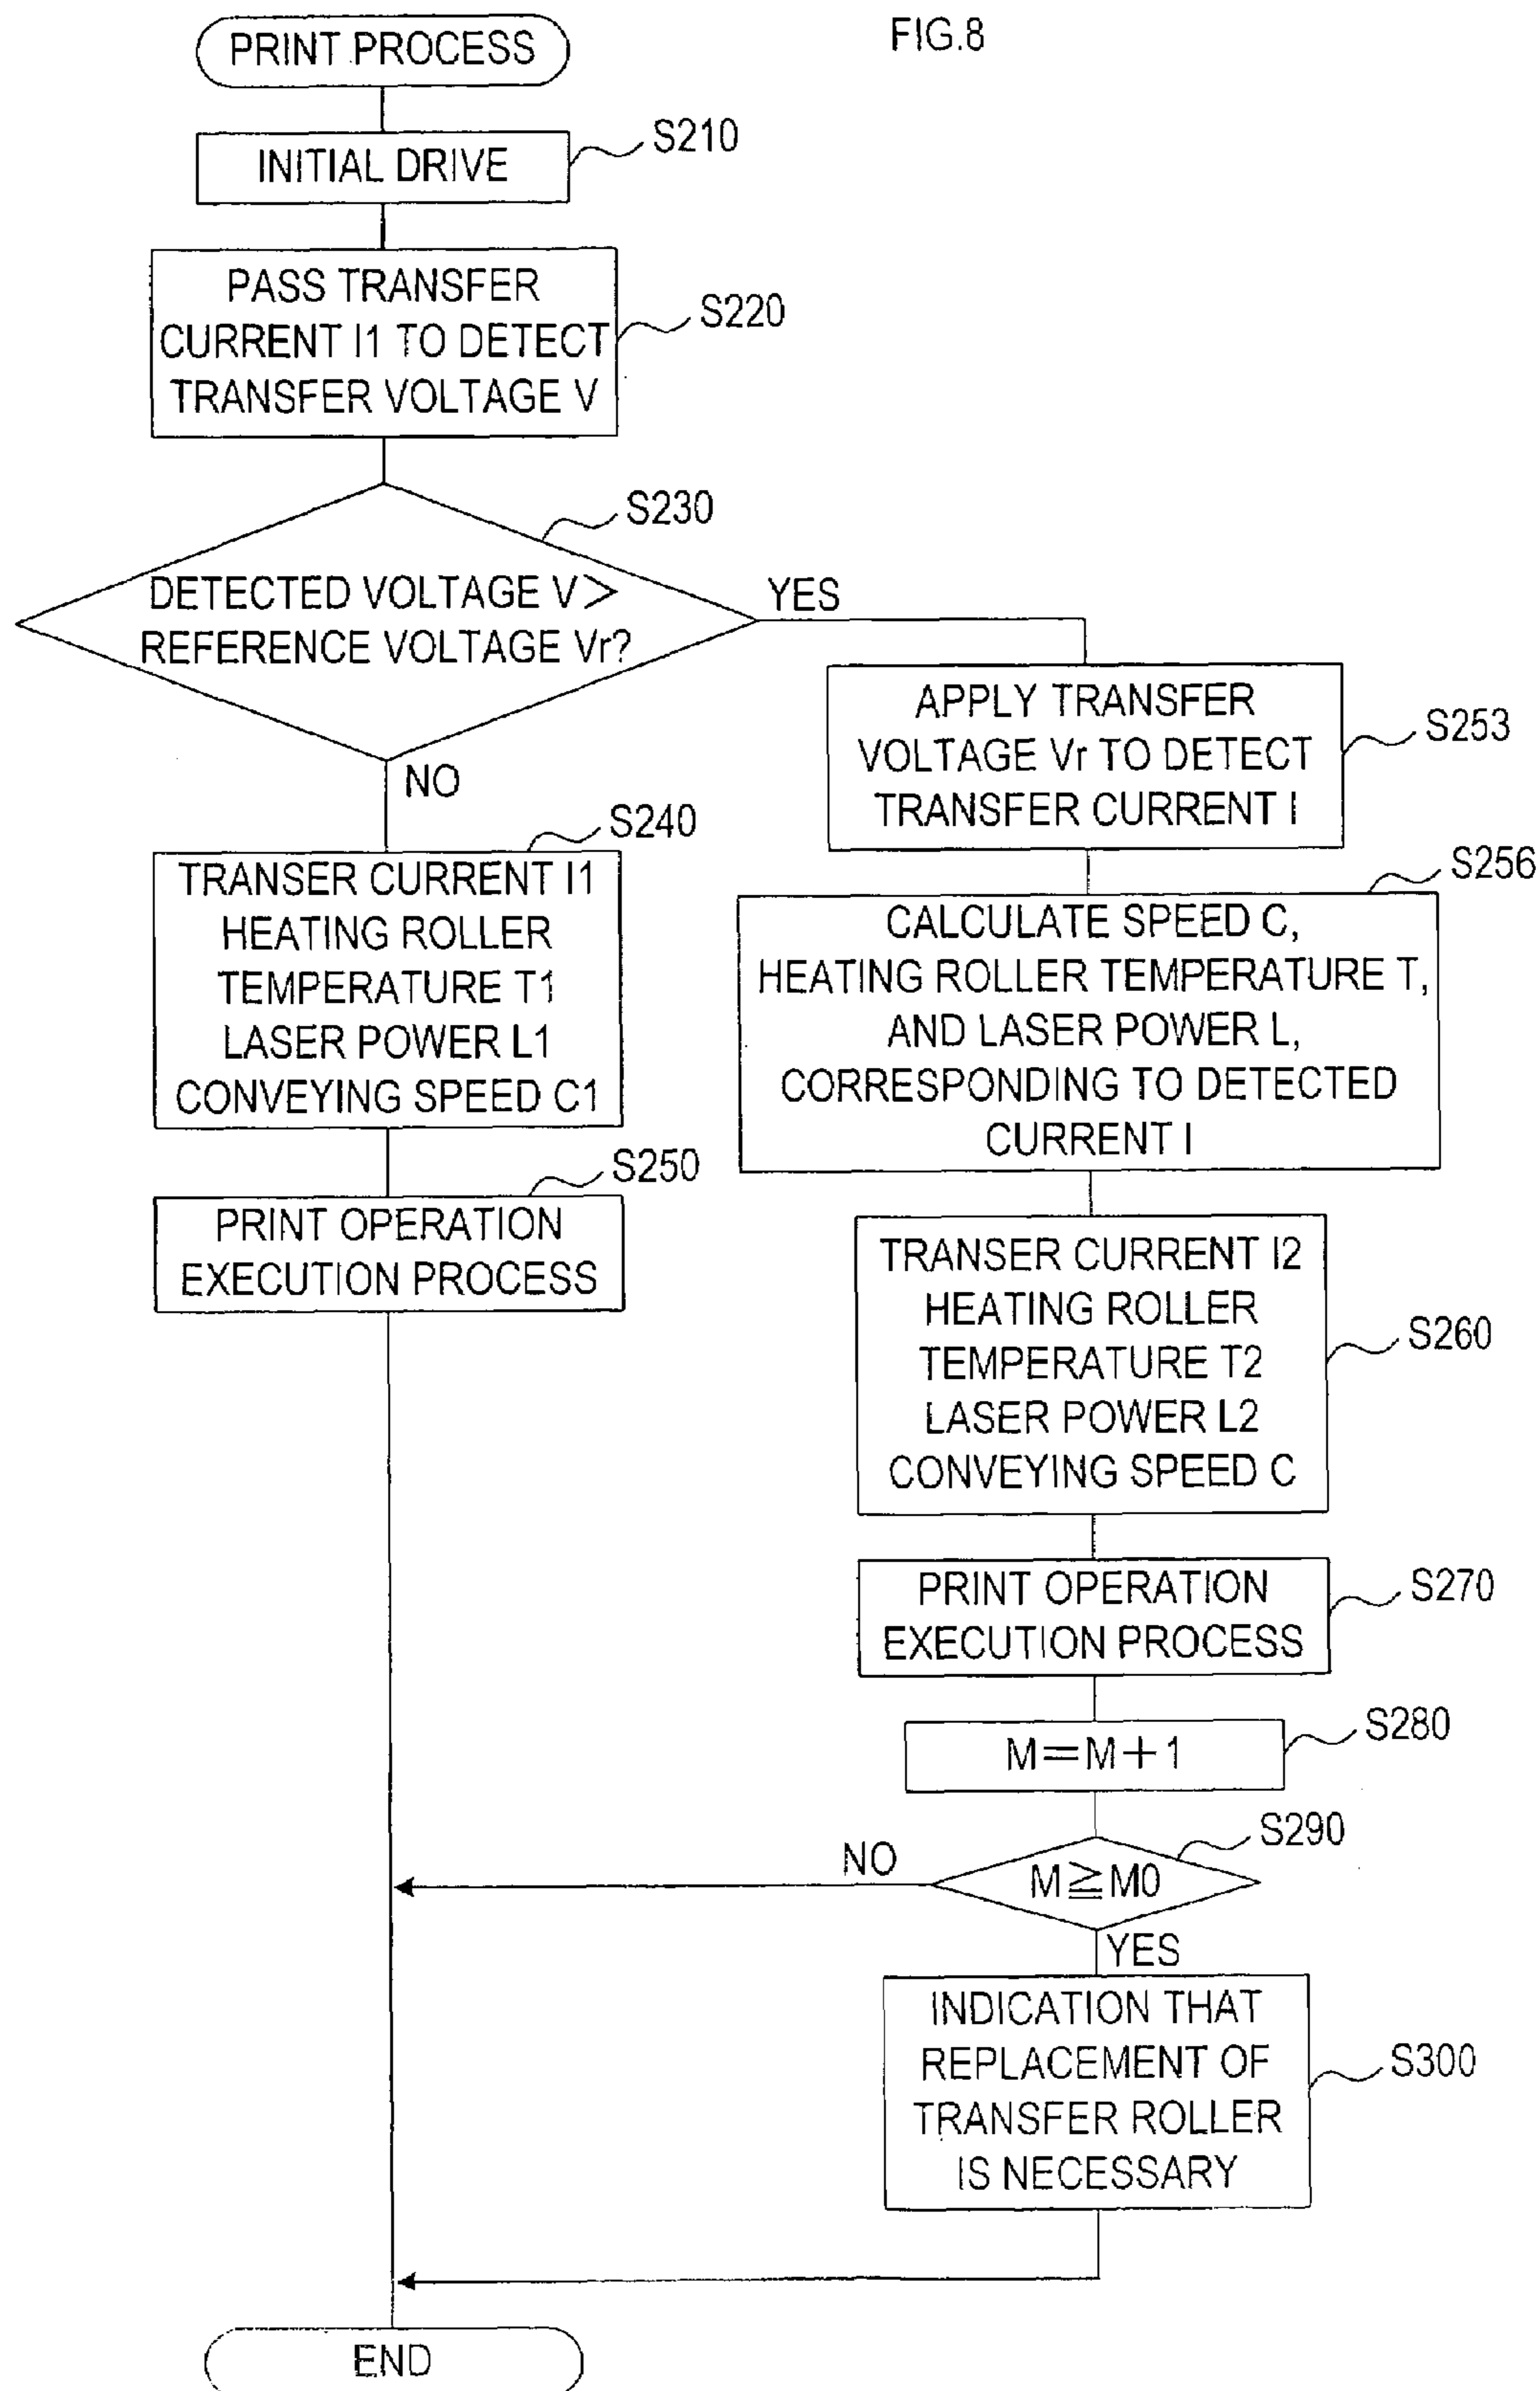 FIG.8
PRINT PROCESS
INITIAL DRIVE
S210
PASS TRANSFER
CURRENT I1 TO DETECT
TRANSFER VOLTAGE V
S220
S230
DETECTED VOLTAGE V>
REFERENCE VOLTAGE Vr?
YES
NO
S240
TRANSER CURRENT I1
HEATING ROLLER
TEMPERATURE T1
LASER POWER L1
CONVEYING SPEED C1
S250
PRINT OPERATION
EXECUTION PROCESS
APPLY TRANSFER
VOLTAGE Vr TO DETECT
TRANSFER CURRENT I
S253
S256
CALCULATE SPEED C,
HEATING ROLLER TEMPERATURE T,
AND LASER POWER L,
CORRESPONDING TO DETECTED
CURRENT I
TRANSER CURRENT I2
HEATING ROLLER
TEMPERATURE T2
LASER POWER L2
CONVEYING SPEED C
S260
PRINT OPERATION
EXECUTION PROCESS
S270
M=M+1
S280
S290
M≧M0
NO
YES
INDICATION THAT
REPLACEMENT OF
TRANSFER ROLLER
IS NECESSARY
S300
END